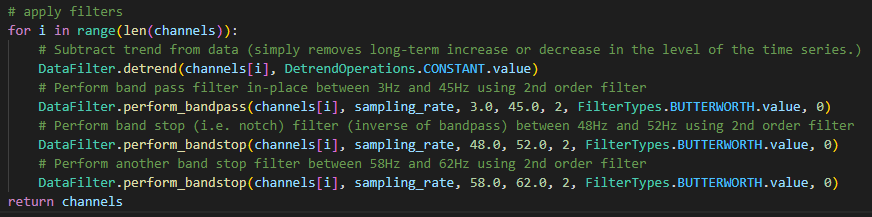 # apply filters
for i in range(len(channels)):
    # Subtract trend from data (simply removes long-term increase or decrease in the level of the time series.)
    DataFilter.detrend(channels[i], DetrendOperations.CONSTANT.value)
    # Perform band pass filter in-place between 3Hz and 45Hz using 2nd order filter
    DataFilter.perform_bandpass(channels[i], sampling_rate, 3.0, 45.0, 2, FilterTypes.BUTTERWORTH.value, 0)
    # Perform band stop (i.e. notch) filter (inverse of bandpass) between 48Hz and 52Hz using 2nd order filter
    DataFilter.perform_bandstop(channels[i], sampling_rate, 48.0, 52.0, 2, FilterTypes.BUTTERWORTH.value, 0)
    # Perform another band stop filter between 58Hz and 62Hz using 2nd order filter
    DataFilter.perform_bandstop(channels[i], sampling_rate, 58.0, 62.0, 2, FilterTypes.BUTTERWORTH.value, 0)
return channels